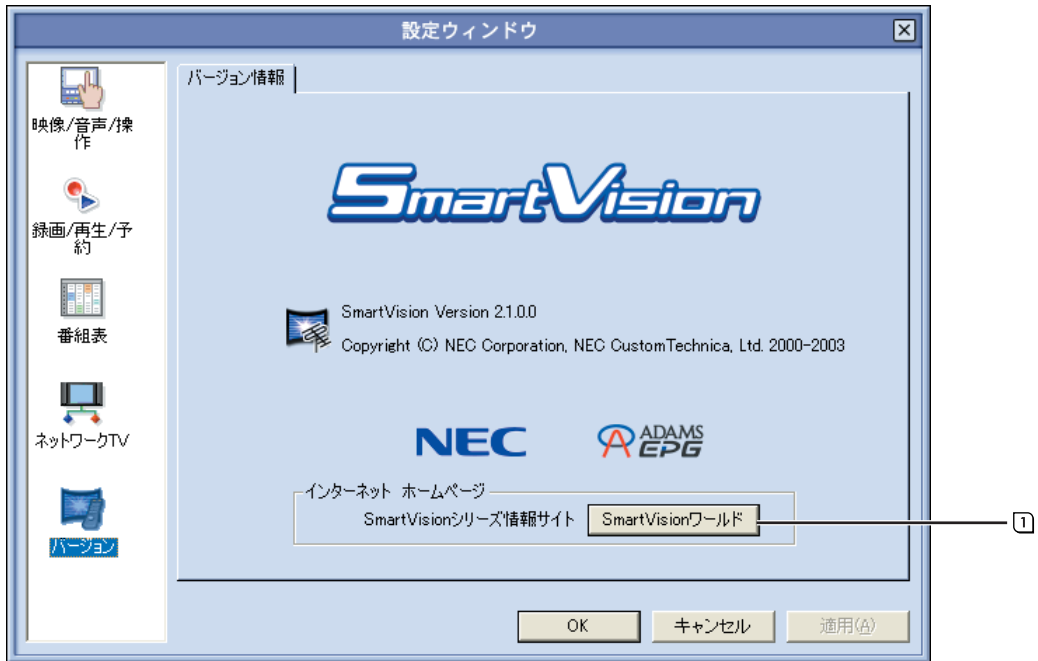 設定ウィンドウ
バージョン情報
映像/音声/操
作
録画/再生/予
約
番組表
ネットワークTV
バージョン
SmartVision
SmartVision Version 2.1.0.0
Copyright (C) NEC Corporation, NEC CustomTechnica, Ltd. 2000-2003
NEC
ADAMS
EPG
インターネット ホームページ
SmartVisionシリーズ情報サイト
SmartVisionワールド
1
OK
キャンセル
適用(A)